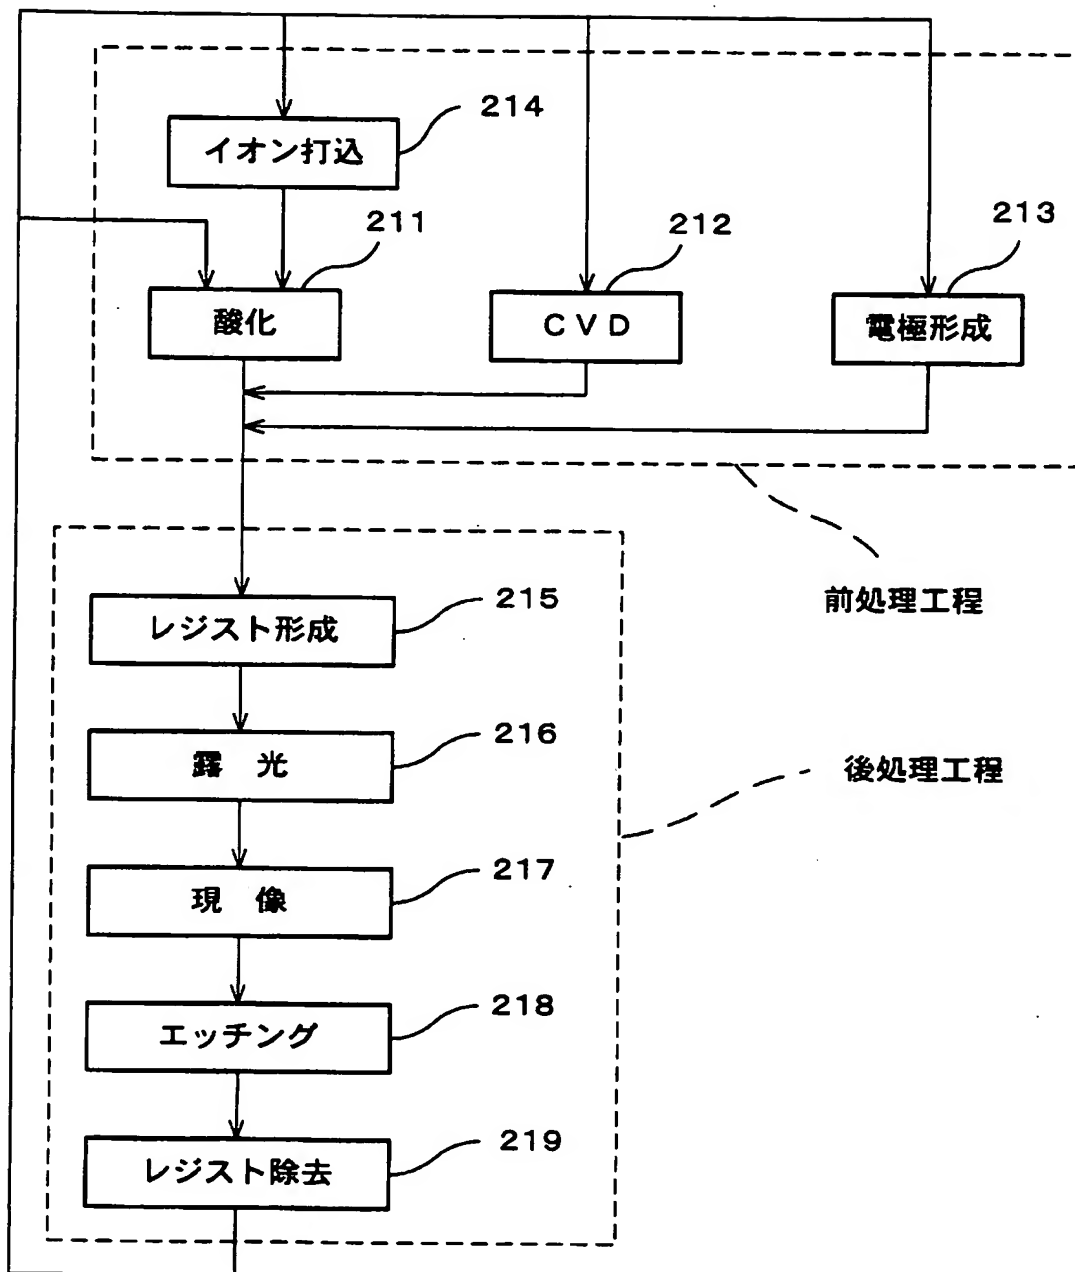 214
イオン打込
211
212
213
酸化
CVD
電極形成
前処理工程
215
レジスト形成
216
露 光
後処理工程
217
現 像
218
エッチング
219
レジスト除去